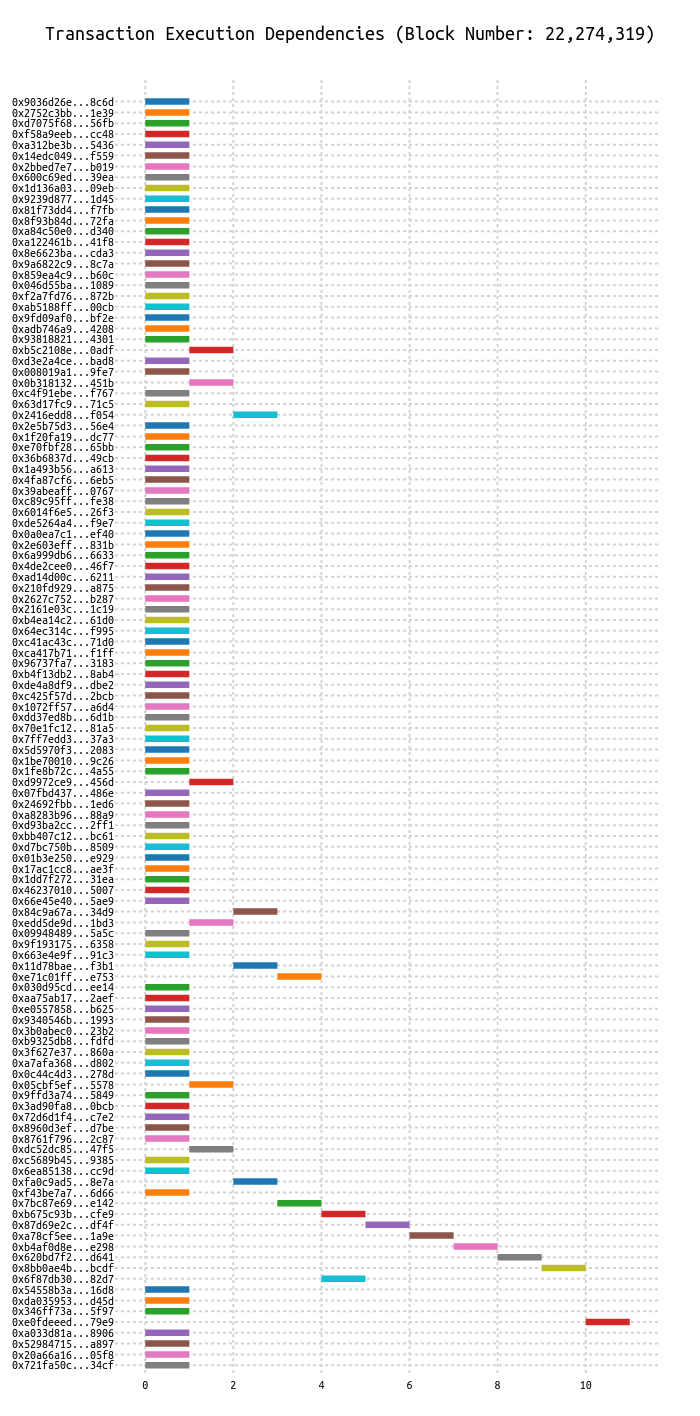 Transaction Execution Dependencies (Block Number: 22,274,319)
0x9036d26e...8c6d
0x2752c3bb...1e39
0xd7075f68...56fb
0xf58a9eeb...cc48
0xa312be3b...5436
0x14edc049...f559
0x2bbed7e7...b019
0x600c69ed...39ea
0x1d136a03...09eb
0x9239d877...1d45
0x81f73dd4...f7fb
0x8f93b84d...72fa
0xa84c50e0...d340
0xa122461b...41f8
0x8e6623ba...cda3
0x9a6822c9...8c7a
0x859ea4c9...b60c
0x046d55ba...1089
0xf2a7fd76...872b
0xab5188ff...00cb
0x9fd09af0...bf2e
0xadb746a9...4208
0x93818821...4301
0xb5c2108e...0adf
0xd3e2a4ce...bad8
0x008019a1...9fe7
0x0b318132...451b
0xc4f91ebe...f767
0x63d17fc9...71c5
0x2416edd8...f054
0x2e5b75d3...56e4
0x1f20fa19...dc77
0xe70fbf28...65bb
0x36b6837d...49cb
0x1a493b56...a613
0x4fa87cf6...6eb5
0x39abeaff...0767
0xc89c95ff...fe38
0x6014f6e5...26f3
0xde5264a4...f9e7
0x0a0ea7c1...ef40
0x2e603eff...831b
0x6a999db6...6633
0x4de2cee0...46f7
0xad14d00c...6211
0x210fd929...a875
0x2627c752...b287
0x2161e03c...1c19
0xb4ea14c2...61d0
0x64ec314c...f995
0xc41ac43c...71d0
0xca417b71...f1ff
0x96737fa7...3183
0xb4f13db2...8ab4
0xde4a8df9...dbe2
0xc425f57d...2bcb
0x1072ff57...a6d4
0xdd37ed8b...6d1b
0x70e1fc12...81a5
0x7ff7edd3...37a3
0x5d5970f3...2083
0x1be70010...9c26
0x1fe8b72c...4a55
0xd9972ce9...456d
0x07fbd437...486e
0x24692fbb...1ed6
0xa8283b96...88a9
0xd93ba2cc...2ff1
0xbb407c12...bc61
0xd7bc750b...8509
0x01b3e250...e929
0x17ac1cc8...ae3f
0x1dd7f272...31ea
0x46237010...5007
0x66e45e40...5ae9
0x84c9a67a...34d9
0xedd5de9d...1bd3
0x09948489...5a5c
0x9f193175...6358
0x663e4e9f...91c3
0x11d78bae...f3b1
0xe71c01ff...e753
0x030d95cd...ee14
0xaa75ab17...2aef
0xe0557858...b625
0x9340546b...1993
0x3b0abec0...23b2
0xb9325db8...fdfd
0x3f627e37...860a
0xa7afa368...d802
0x0c44c4d3...278d
0x05cbf5ef...5578
0x9ffd3a74...5849
0x3ad90fa8...0bcb
0x72d6d1f4...c7e2
0x8960d3ef...d7be
0x8761f796...2c87
0xdc52dc85...47f5
0xc5689b45...9385
0x6ea85138...cc9d
0xfa0c9ad5...8e7a
0xf43be7a7...6d66
0x7bc87e69...e142
0xb675c93b...cfe9
0x87d69e2c...df4f
0xa78cf5ee...1a9e
0xb4af0d8e...e298
0x620bd7f2...d641
0x8bb0ae4b...bcdf
0x6f87db30...82d7
0x54558b3a...16d8
0xda035953...d45d
0x346ff73a...5f97
0xe0fdeeed...79e9
0xa033d81a...8906
0x52984715...a897
0x20a66a16...05f8
0x721fa50c...34cf
0 2 4 6 8 10